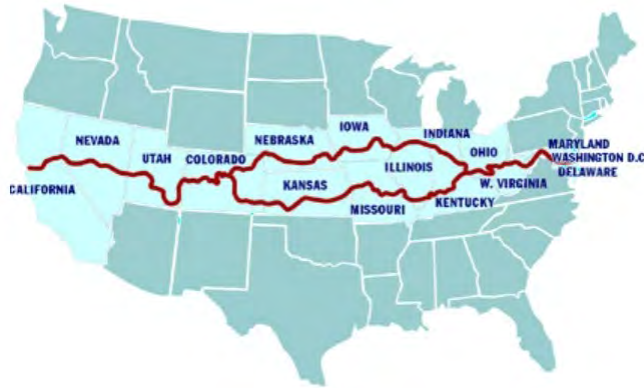 NEVADA
UTAH
COLORADO
NEBRASKA
IOWA
INDIANA
OHIO
MARYLAND
WASHINGTON D.C
DELAWARE
CALIFORNIA
KANSAS
ILLINOIS
MISSOURI
KENTUCKY
W. VIRGINIA